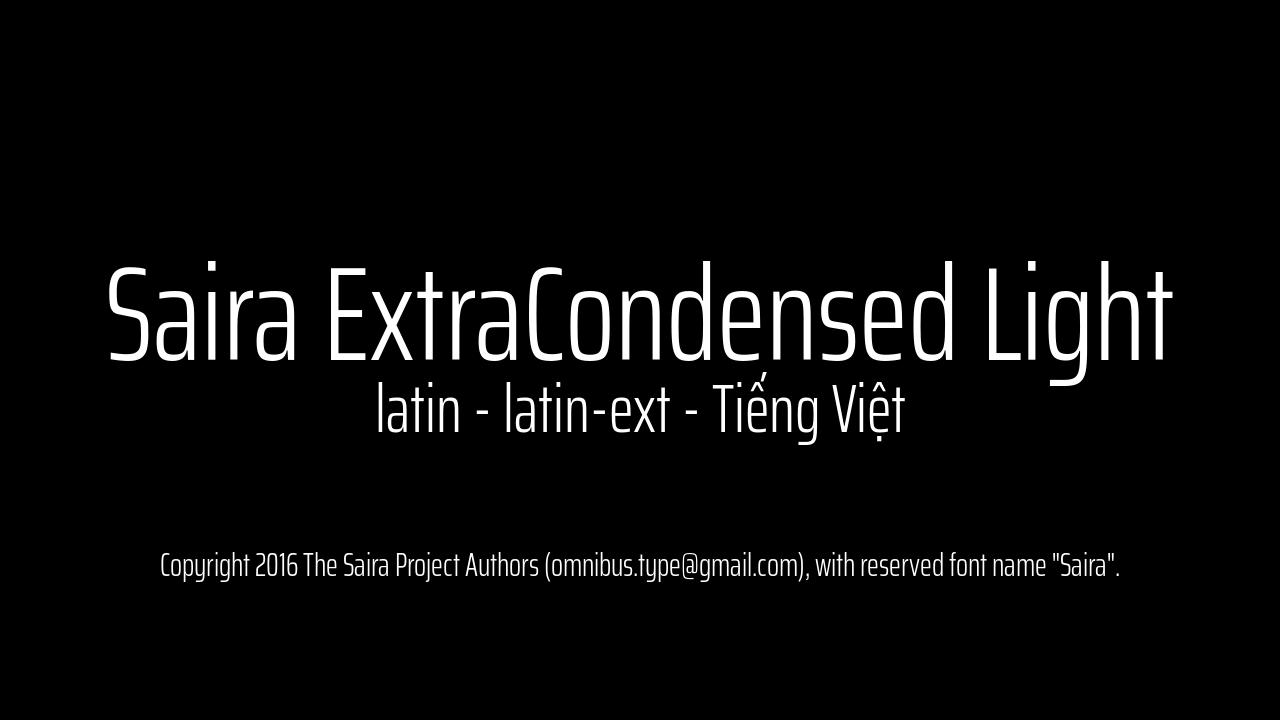 Saira ExtraCondensed Light
latin - latin-ext - Tiếng Việt
Copyright 2016 The Saira Project Authors (omnibus.type@gmail.com), with reserved font name "Saira".